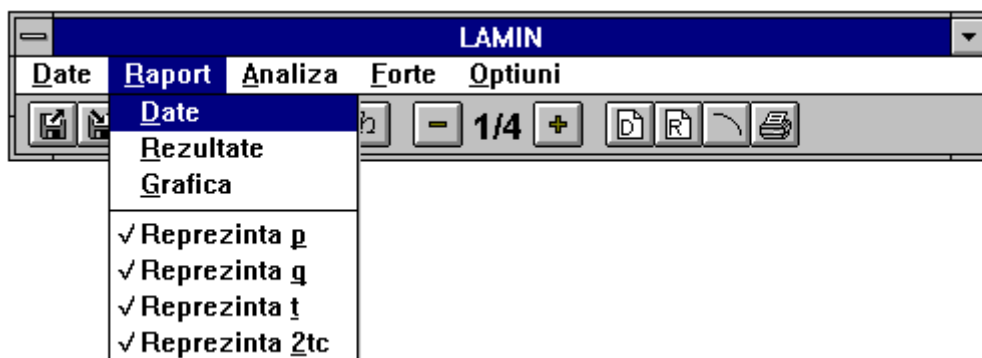 LAMIN
Date Raport Analiza Forte Optiuni
Date
1/4 D R
Rezultate
Grafica
Reprezinta p
Reprezinta q
Reprezinta t
Reprezinta 2tc